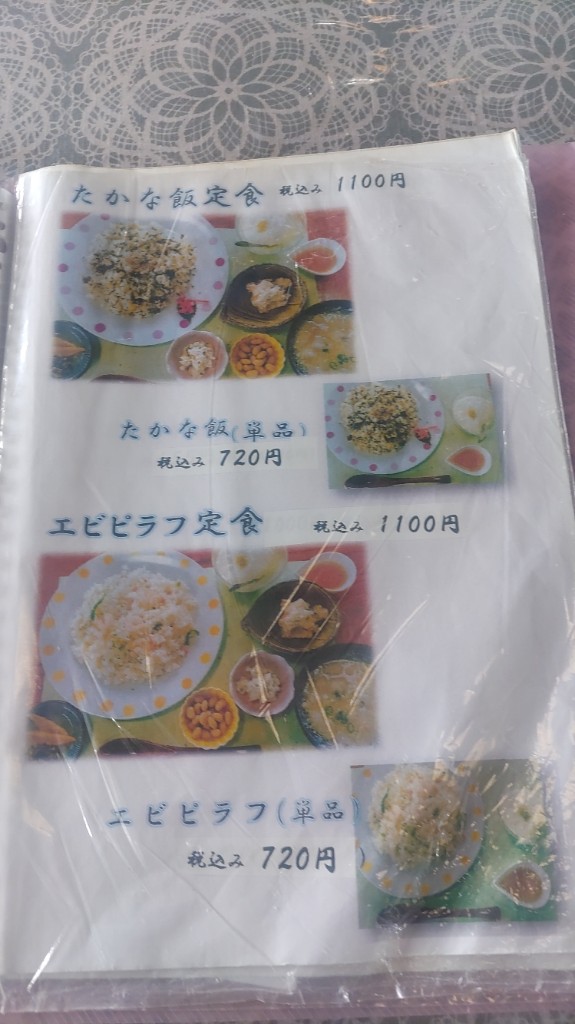 たかな飯定食 税込み 1100円
たかな飯(単品)
税込み 720円
エビピラフ定食 税込み 1100円
エビピラフ(単品)
税込み 720円 )